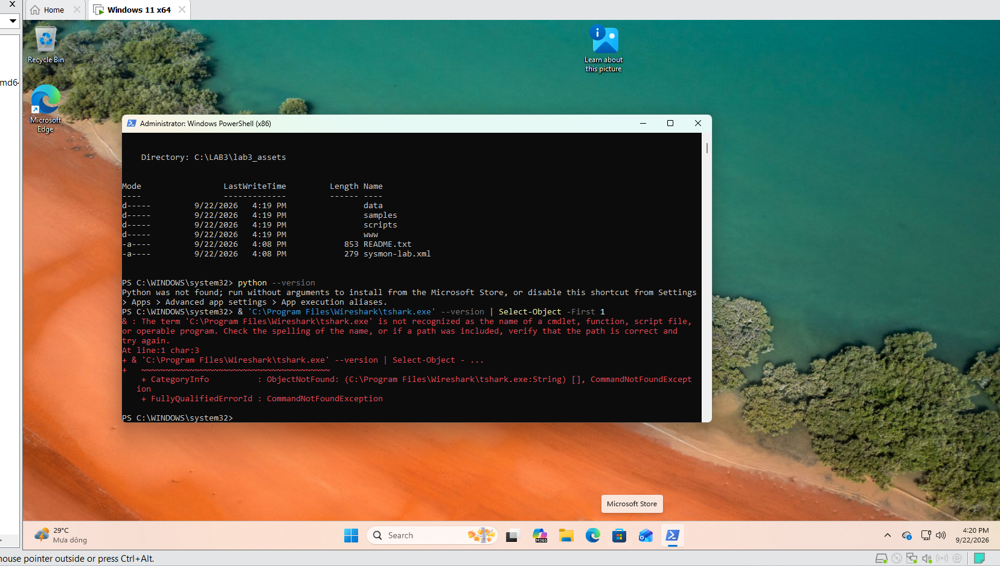 Home
Windows 11 x64
Recycle Bin
Learn about
this picture
Microsoft
Edge
Administrator: Windows PowerShell (x86)
Directory: C:\LAB3\lab3_assets
Mode LastWriteTime Length Name
---- ------------- ------ ----
d----- 9/22/2026 4:19 PM data
d----- 9/22/2026 4:19 PM samples
d----- 9/22/2026 4:19 PM scripts
d----- 9/22/2026 4:19 PM www
-a---- 9/22/2026 4:08 PM 853 README.txt
-a---- 9/22/2026 4:08 PM 279 sysmon-lab.xml
PS C:\WINDOWS\system32> python --version
Python was not found; run without arguments to install from the Microsoft Store, or disable this shortcut from Settings
> Apps > Advanced app settings > App execution aliases.
PS C:\WINDOWS\system32> & 'C:\Program Files\Wireshark\tshark.exe' --version | Select-Object -First 1
& : The term 'C:\Program Files\Wireshark\tshark.exe' is not recognized as the name of a cmdlet, function, script file,
or operable program. Check the spelling of the name, or if a path was included, verify that the path is correct and
try again.
At line:1 char:3
+ & 'C:\Program Files\Wireshark\tshark.exe' --version | Select-Object - ...
+   ~~~~~~~~~~~~~~~~~~~~~~~~~~~~~~~~~~~~~~~
+ CategoryInfo : ObjectNotFound: (C:\Program Files\Wireshark\tshark.exe:String) [], CommandNotFoundExcept
ion
+ FullyQualifiedErrorId : CommandNotFoundException
PS C:\WINDOWS\system32>
Microsoft Store
29°C
Mưa dông
Search
M365
4:20 PM
9/22/2026
ouse pointer outside or press Ctrl+Alt.